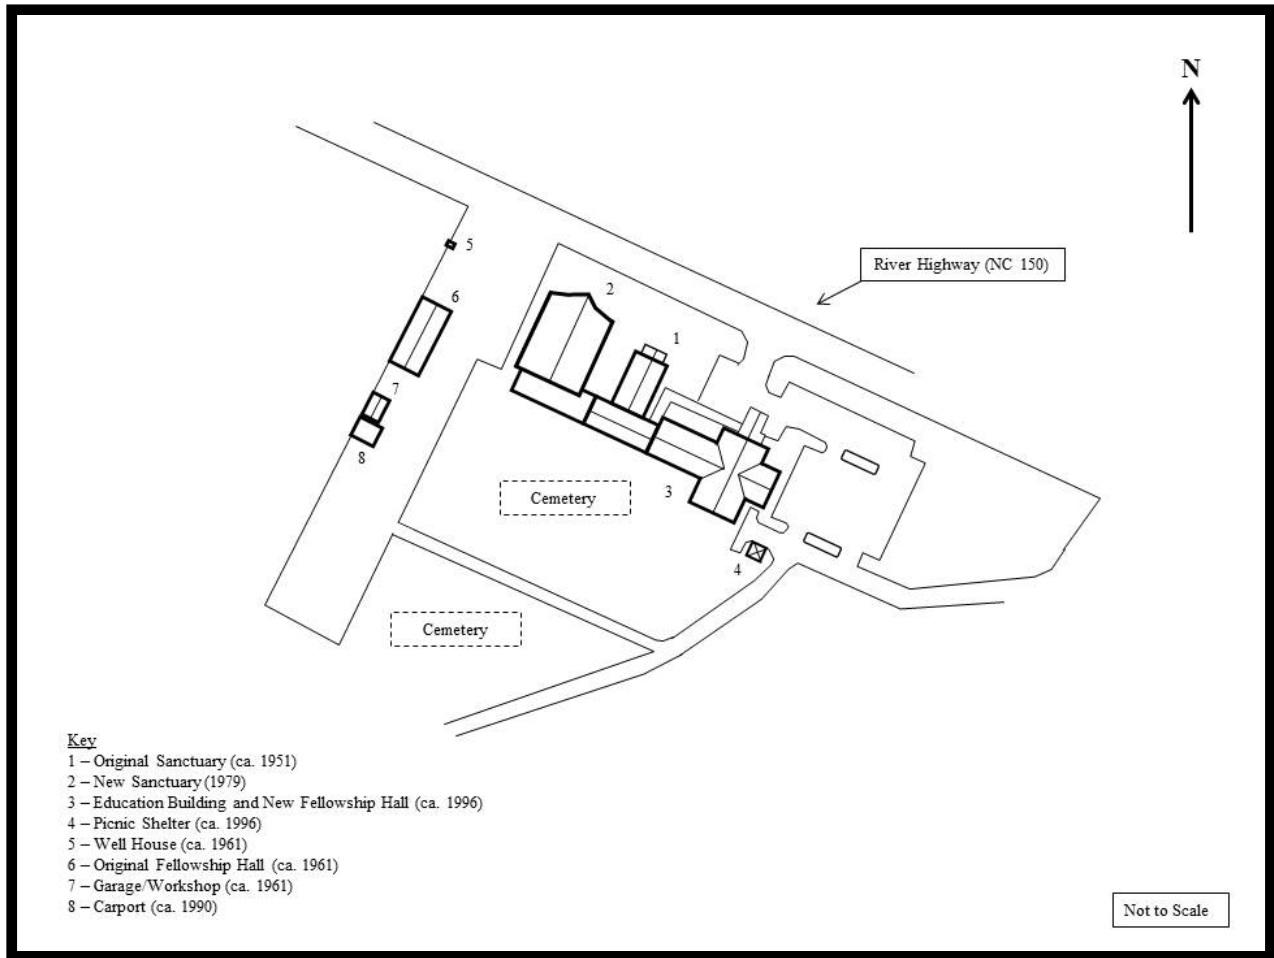 N
River Highway (NC 150)
5
6
2
1
7
8
3
Cemetery
4
Cemetery
Key
1 – Original Sanctuary (ca. 1951)
2 – New Sanctuary (1979)
3 – Education Building and New Fellowship Hall (ca. 1996)
4 – Picnic Shelter (ca. 1996)
5 – Well House (ca. 1961)
6 – Original Fellowship Hall (ca. 1961)
7 – Garage/Workshop (ca. 1961)
8 – Carport (ca. 1990)
Not to Scale